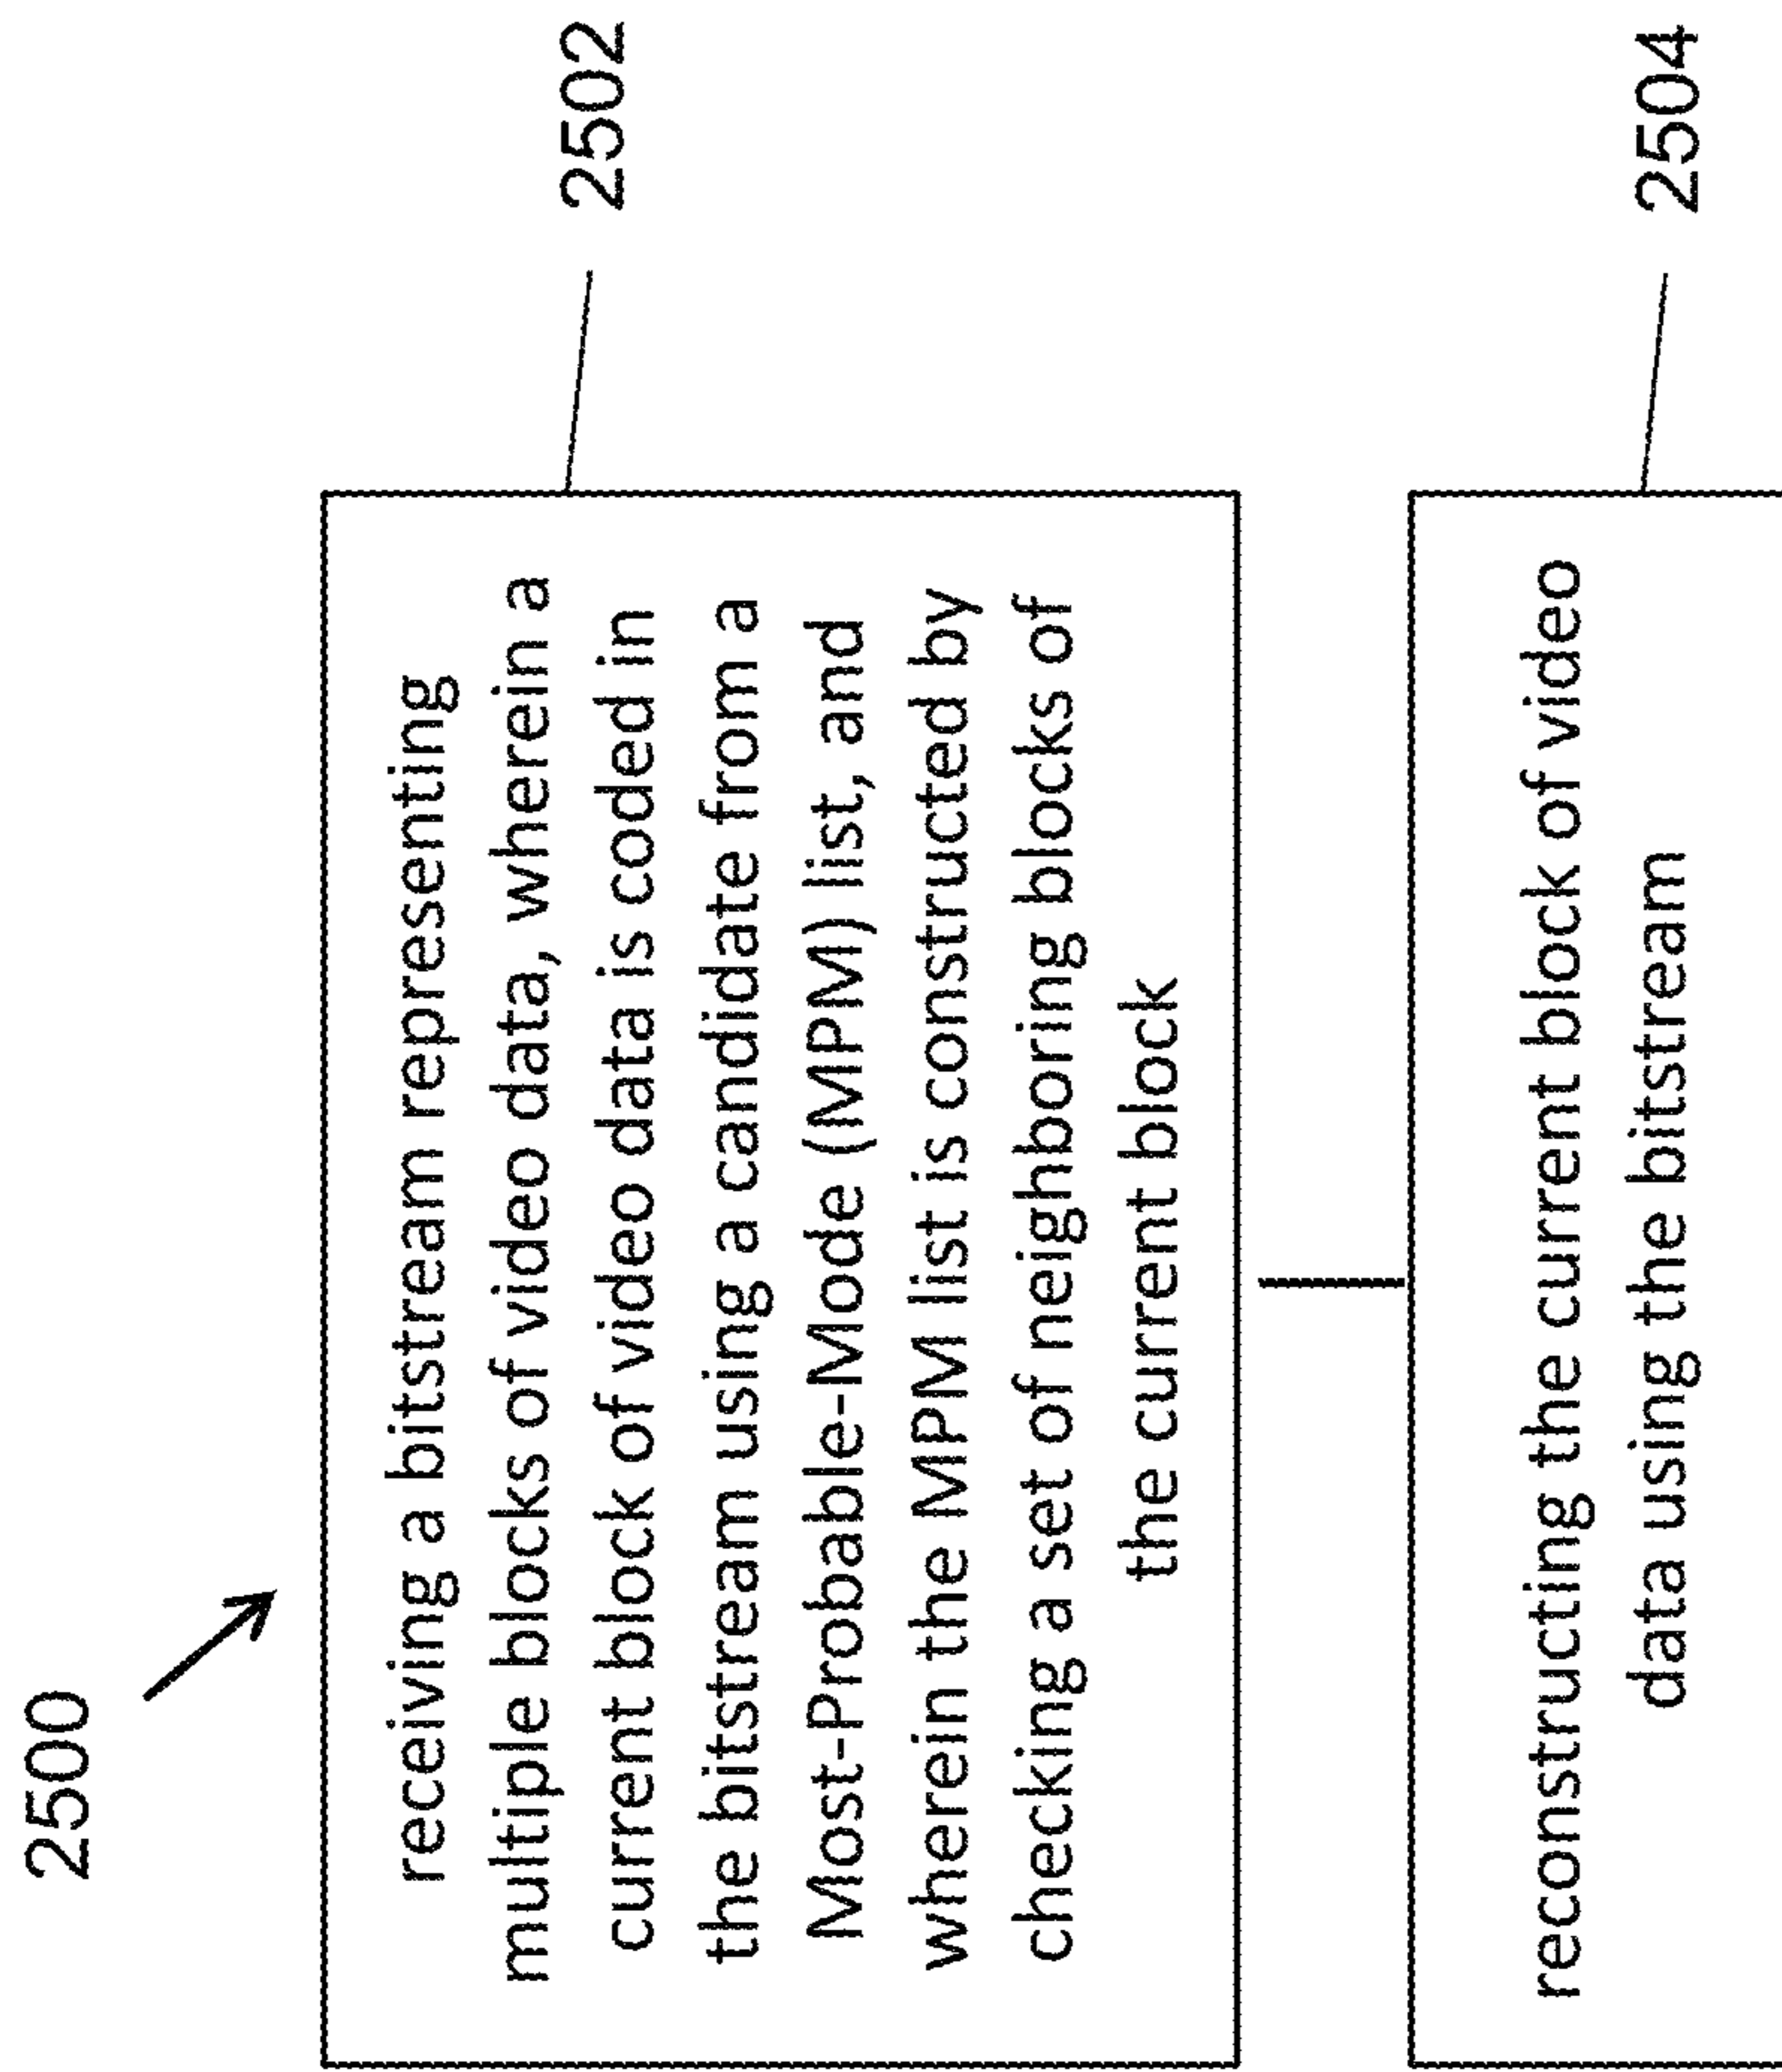 2500
receiving a bitstream representing
multiple blocks of video data, wherein a
current block of video data is coded in
the bitstream using a candidate from a
Most-Probable-Mode (MPM) list, and
wherein the MPM list is constructed by
checking a set of neighboring blocks of
the current block
2502
reconstructing the current block of video
data using the bitstream
2504